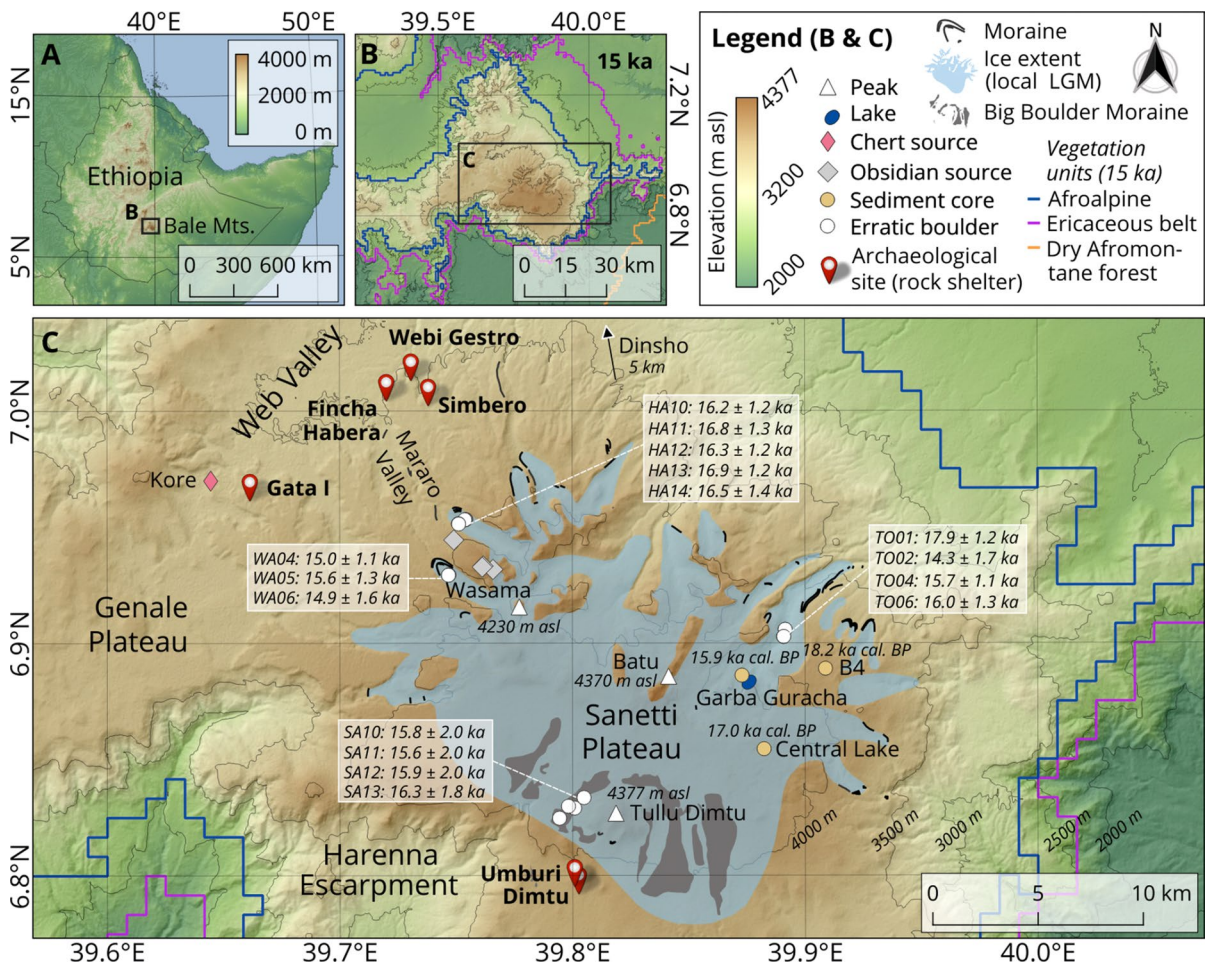 40°E
50°E
A
4000 m
2000 m
0 m
15°N
5°N
Ethiopia
B
Bale Mts.
0 300 600 km
39.5°E
40.0°E
B
15 ka
C
7.2°N
6.8°N
0 15 30 km
Legend (B & C)
Elevation (m asl)
4377
3200
2000
Peak
Lake
Chert source
Obsidian source
Sediment core
Erratic boulder
Archaeological
site (rock shelter)
Moraine
Ice extent
(local LGM)
Big Boulder Moraine
N
Vegetation
units (15 ka)
Afroalpine
Ericaceous belt
Dry Afromon-
tane forest
C
Webi Gestro
Web Valley
Dinsho
5 km
Fincha
Habera
Simbero
Mararo
Valley
Kore
Gata I
HA10: 16.2 ± 1.2 ka
HA11: 16.8 ± 1.3 ka
HA12: 16.3 ± 1.2 ka
HA13: 16.9 ± 1.2 ka
HA14: 16.5 ± 1.4 ka
TO01: 17.9 ± 1.2 ka
TO02: 14.3 ± 1.7 ka
TO04: 15.7 ± 1.1 ka
TO06: 16.0 ± 1.3 ka
WA04: 15.0 ± 1.1 ka
WA05: 15.6 ± 1.3 ka
WA06: 14.9 ± 1.6 ka
Wasama
4230 m asl
Genale
Plateau
Batu
4370 m asl
15.9 ka cal. BP
18.2 ka cal. BP
B4
Garba Guracha
Sanetti
Plateau
17.0 ka cal. BP
Central Lake
SA10: 15.8 ± 2.0 ka
SA11: 15.6 ± 2.0 ka
SA12: 15.9 ± 2.0 ka
SA13: 16.3 ± 1.8 ka
4377 m asl
Tullu Dimtu
4000 m
3500 m
3000 m
2500 m
2000 m
Harenna
Escarpment
Umburi
Dimtu
0 5 10 km
7.0°N
6.9°N
6.8°N
39.6°E
39.7°E
39.8°E
39.9°E
40.0°E